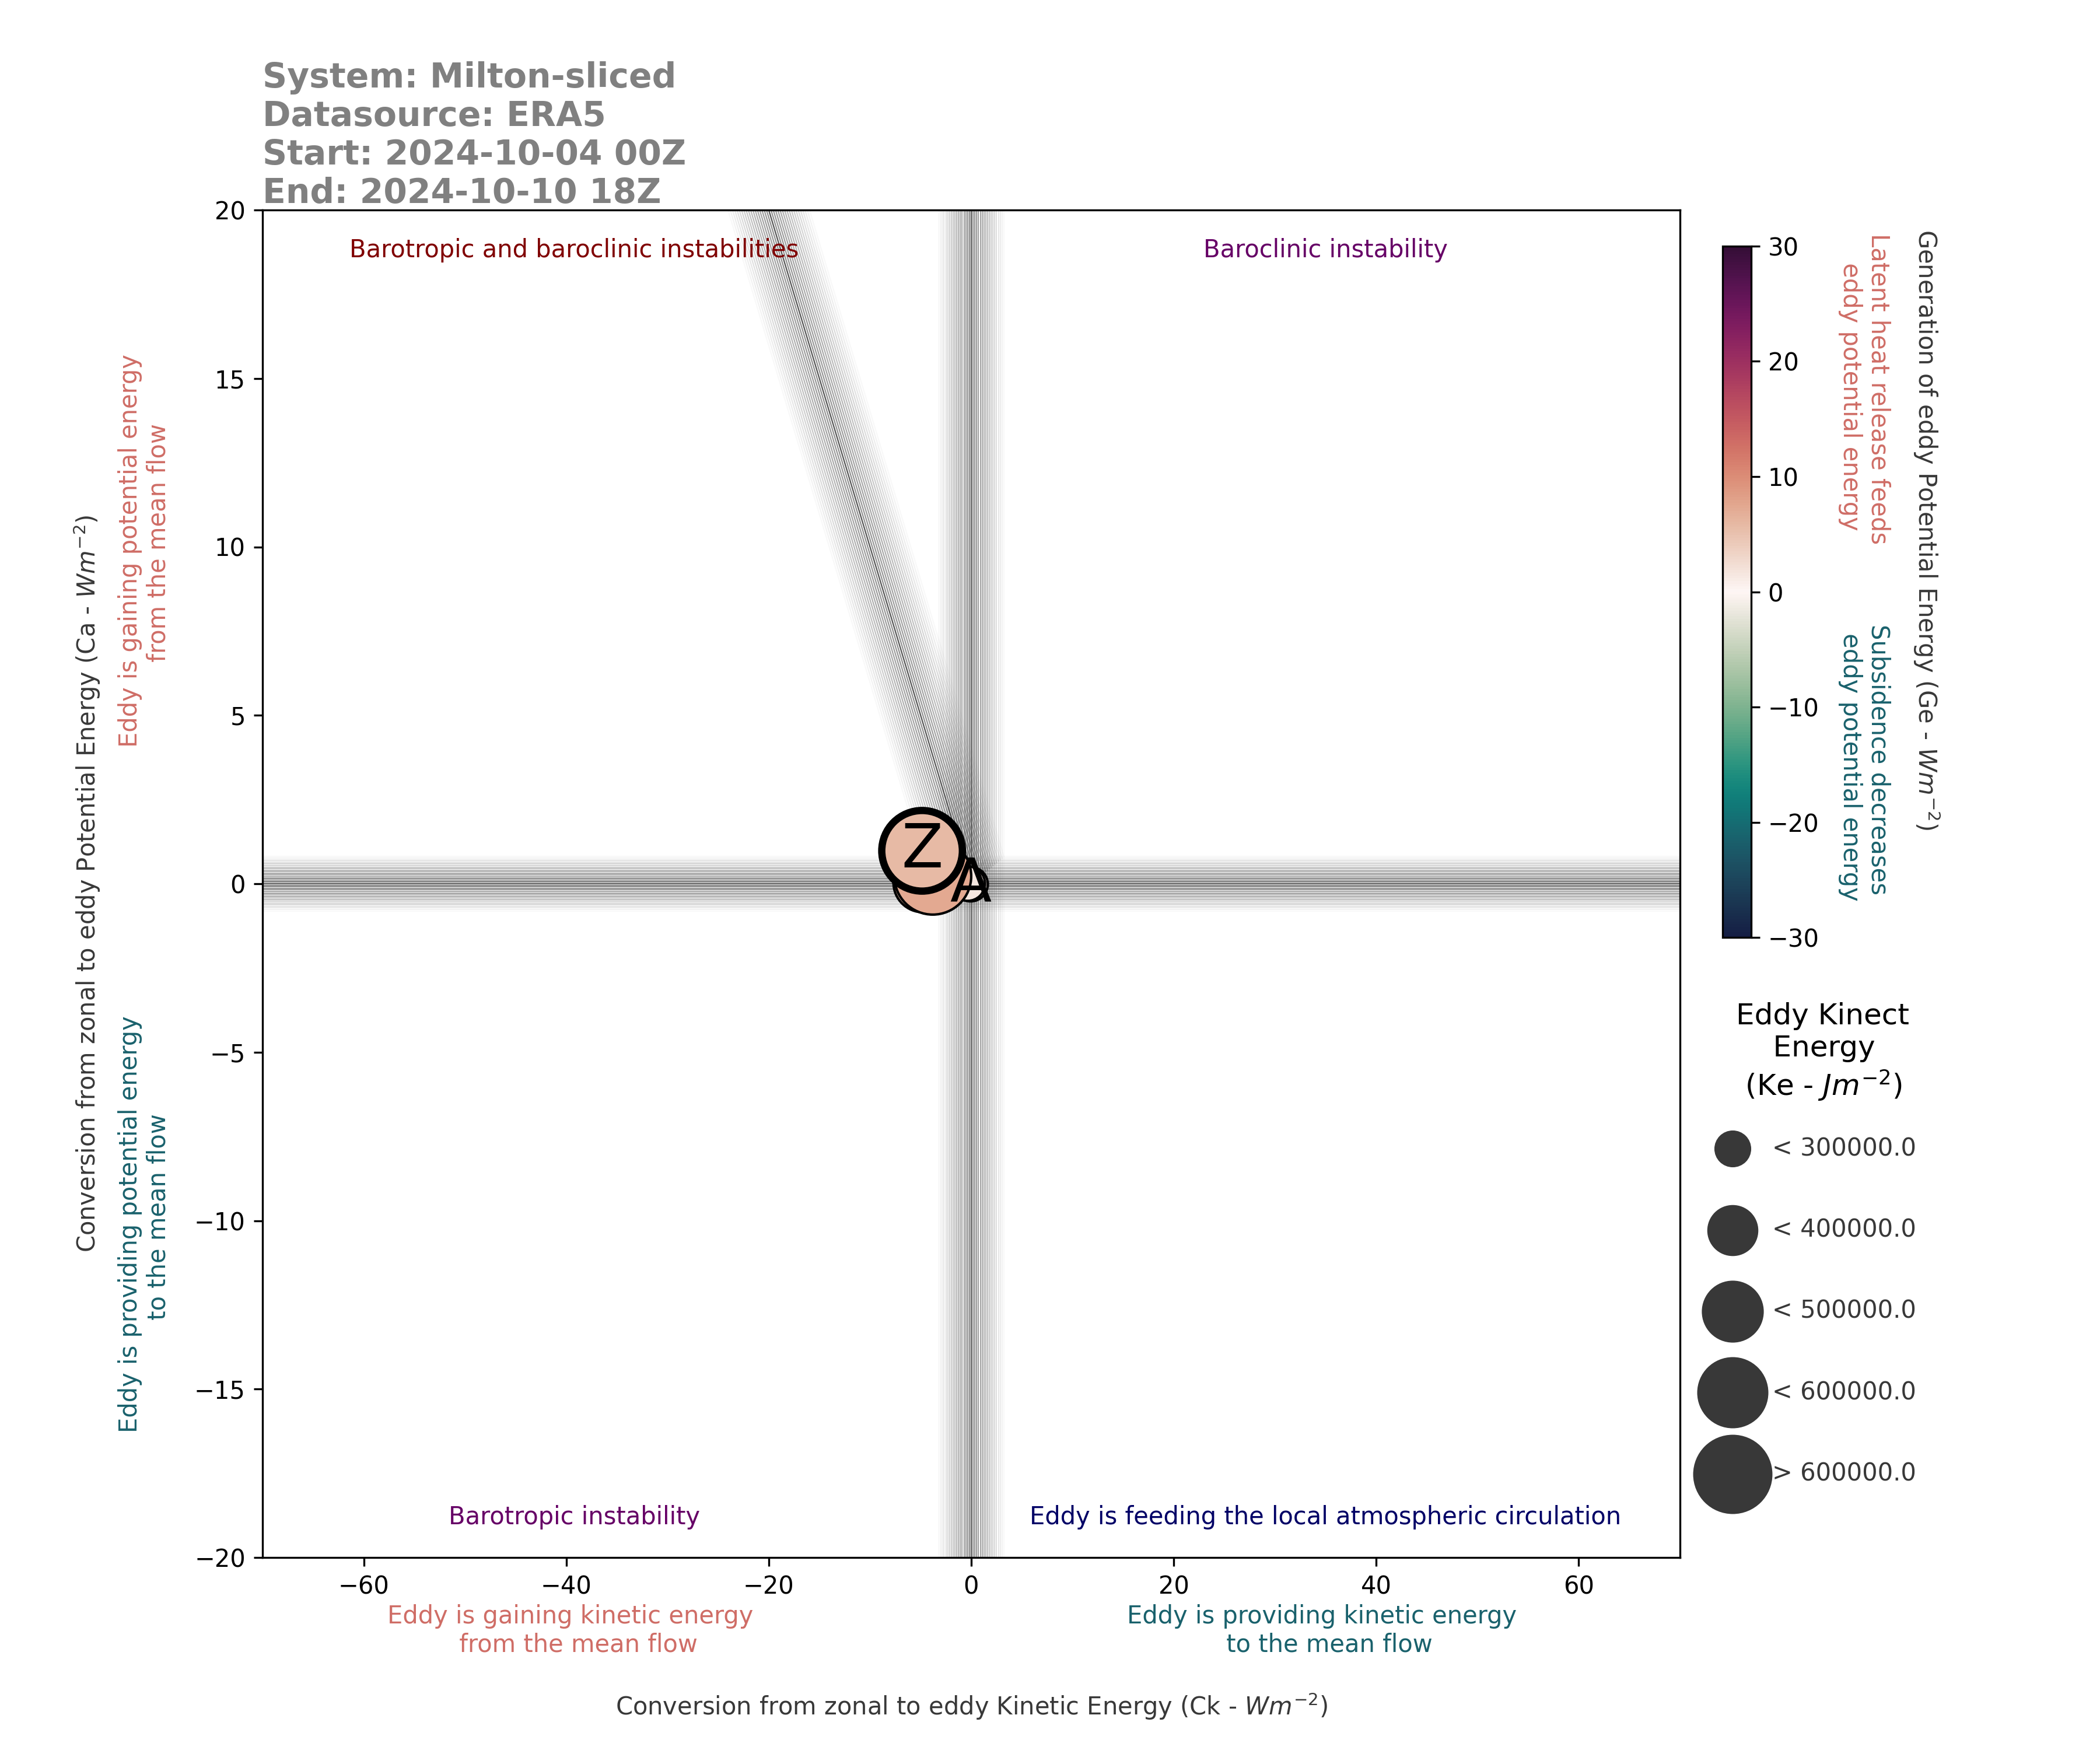 System: Milton-sliced
Datasource: ERA5
Start: 2024-10-04 00Z
End: 2024-10-10 18Z
Barotropic and baroclinic instabilities
Baroclinic instability
Barotropic instability
Eddy is feeding the local atmospheric circulation
Z
A
20
15
10
5
0
−5
−10
−15
−20
−60
−40
−20
0
20
40
60
Eddy is gaining kinetic energy
from the mean flow
Eddy is providing kinetic energy
to the mean flow
Conversion from zonal to eddy Kinetic Energy (Ck - Wm⁻²)
Conversion from zonal to eddy Potential Energy (Ca - Wm⁻²)
Eddy is gaining potential energy
from the mean flow
Eddy is providing potential energy
to the mean flow
30
20
10
0
−10
−20
−30
Latent heat release feeds
eddy potential energy
Subsidence decreases
eddy potential energy
Generation of eddy Potential Energy (Ge - Wm⁻²)
Eddy Kinect
Energy
(Ke - Jm⁻²)
< 300000.0
< 400000.0
< 500000.0
< 600000.0
> 600000.0